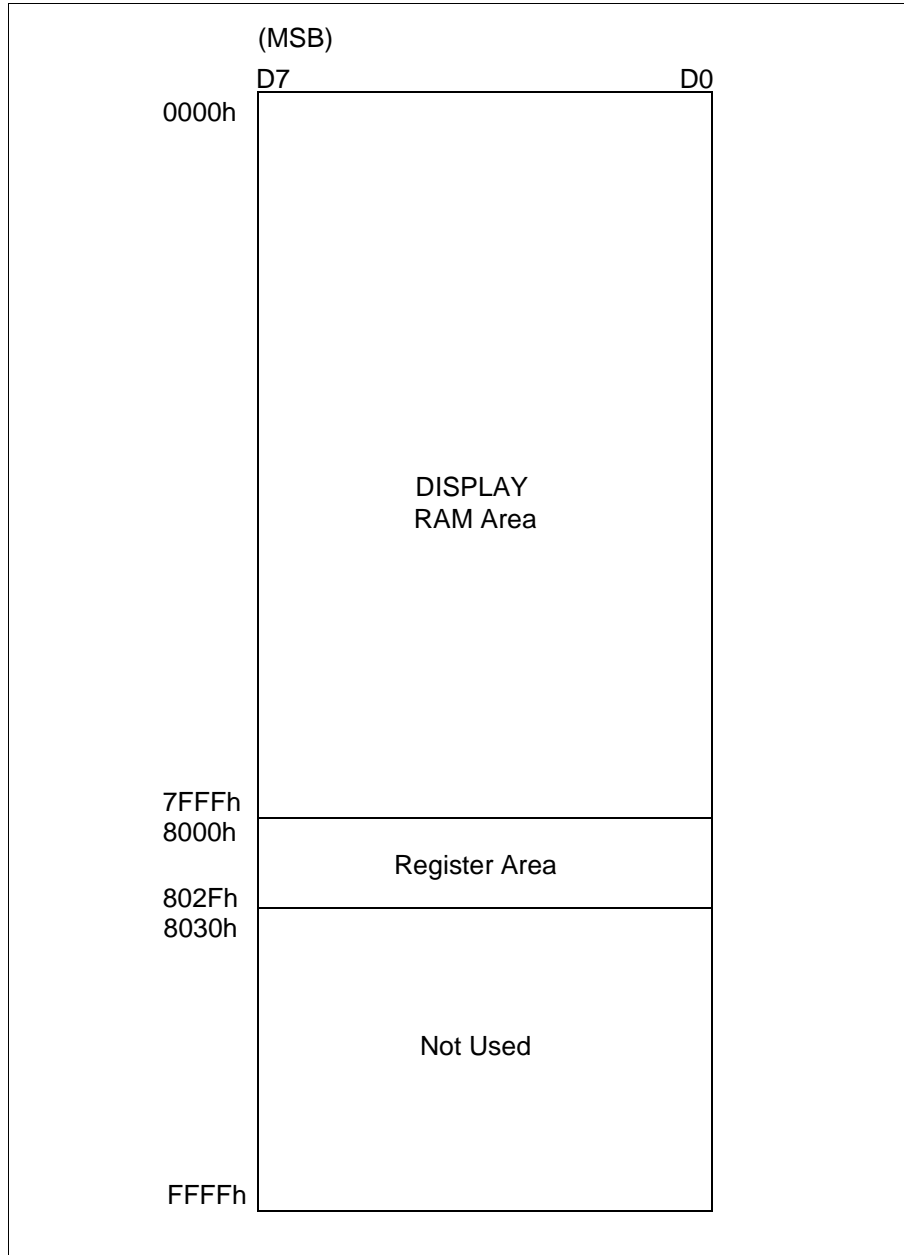 (MSB)
D7 D0
0000h
DISPLAY
RAM Area
7FFFh
8000h
Register Area
802Fh
8030h
Not Used
FFFFh